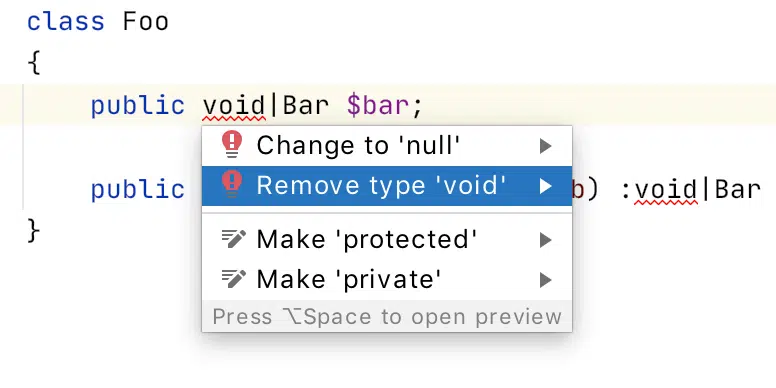 class Foo
{
public void|Bar $bar;
Change to 'null'
public b) :void|Bar
Remove type 'void'
}
Make 'protected'
Make 'private'
Press ⌥Space to open preview